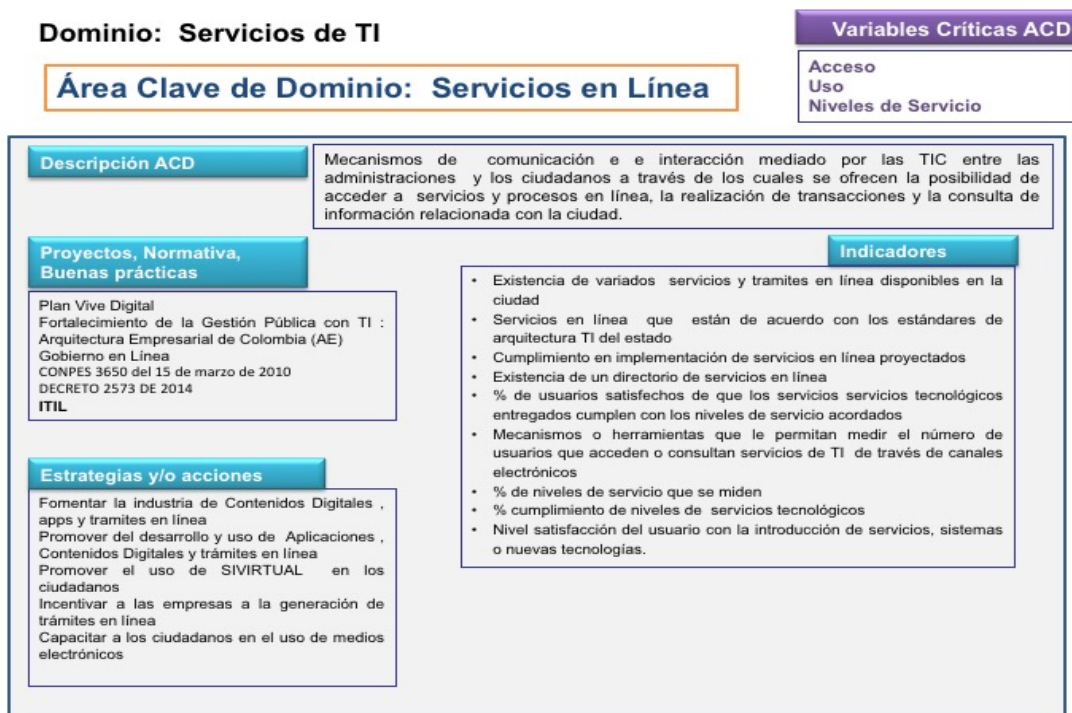 Dominio: Servicios de TI
Variables Críticas ACD
Área Clave de Dominio: Servicios en Línea
Acceso
Uso
Niveles de Servicio
Descripción ACD
Mecanismos de comunicación e e interacción mediado por las TIC entre las
administraciones y los ciudadanos a través de los cuales se ofrecen la posibilidad de
acceder a servicios y procesos en línea, la realización de transacciones y la consulta de
información relacionada con la ciudad.
Proyectos, Normativa,
Buenas prácticas
Plan Vive Digital
Fortalecimiento de la Gestión Pública con TI :
Arquitectura Empresarial de Colombia (AE)
Gobierno en Línea
CONPES 3650 del 15 de marzo de 2010
DECRETO 2573 DE 2014
ITIL
Estrategias y/o acciones
Fomentar la industria de Contenidos Digitales ,
apps y tramites en línea
Promover del desarrollo y uso de Aplicaciones ,
Contenidos Digitales y trámites en línea
Promover el uso de SIVIRTUAL en los
ciudadanos
Incentivar a las empresas a la generación de
trámites en línea
Capacitar a los ciudadanos en el uso de medios
electrónicos
Indicadores
• Existencia de variados servicios y tramites en línea disponibles en la
ciudad
• Servicios en línea que están de acuerdo con los estándares de
arquitectura TI del estado
• Cumplimiento en implementación de servicios en línea proyectados
• Existencia de un directorio de servicios en línea
• % de usuarios satisfechos de que los servicios servicios tecnológicos
entregados cumplen con los niveles de servicio acordados
• Mecanismos o herramientas que le permitan medir el número de
usuarios que acceden o consultan servicios de TI de través de canales
electrónicos
• % de niveles de servicio que se miden
• % cumplimiento de niveles de servicios tecnológicos
• Nivel satisfacción del usuario con la introducción de servicios, sistemas
o nuevas tecnologías.